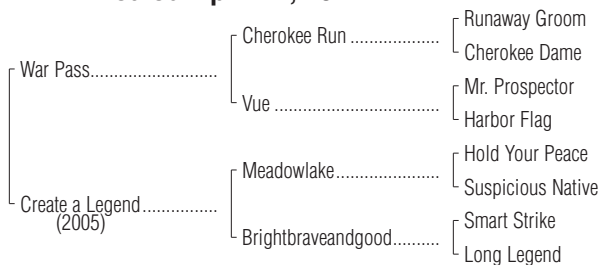 Runaway Groom
Cherokee Run ....................
Cherokee Dame
War Pass............................
Mr. Prospector
Vue .....................................
Harbor Flag
Hold Your Peace
Meadowlake.......................
Suspicious Native
Create a Legend.................
(2005)
Smart Strike
Brightbraveandgood..........
Long Legend